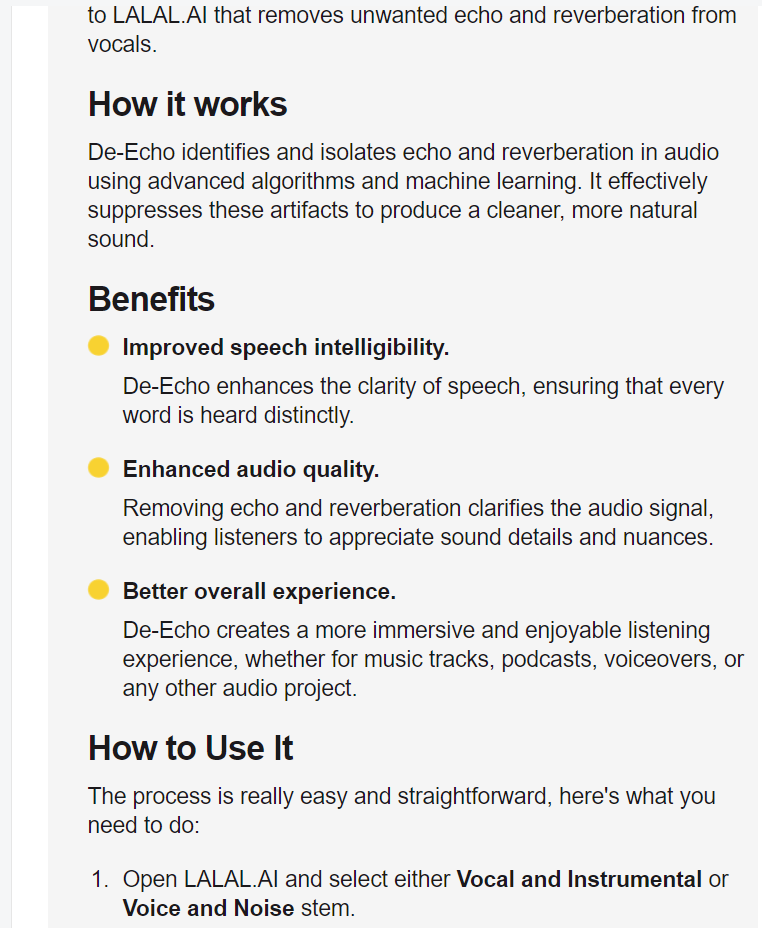 to LALAL.AI that removes unwanted echo and reverberation from
vocals.
How it works
De-Echo identifies and isolates echo and reverberation in audio
using advanced algorithms and machine learning. It effectively
suppresses these artifacts to produce a cleaner, more natural
sound.
Benefits
Improved speech intelligibility.
De-Echo enhances the clarity of speech, ensuring that every
word is heard distinctly.
Enhanced audio quality.
Removing echo and reverberation clarifies the audio signal,
enabling listeners to appreciate sound details and nuances.
Better overall experience.
De-Echo creates a more immersive and enjoyable listening
experience, whether for music tracks, podcasts, voiceovers, or
any other audio project.
How to Use It
The process is really easy and straightforward, here's what you
need to do:
1. Open LALAL.AI and select either Vocal and Instrumental or
Voice and Noise stem.